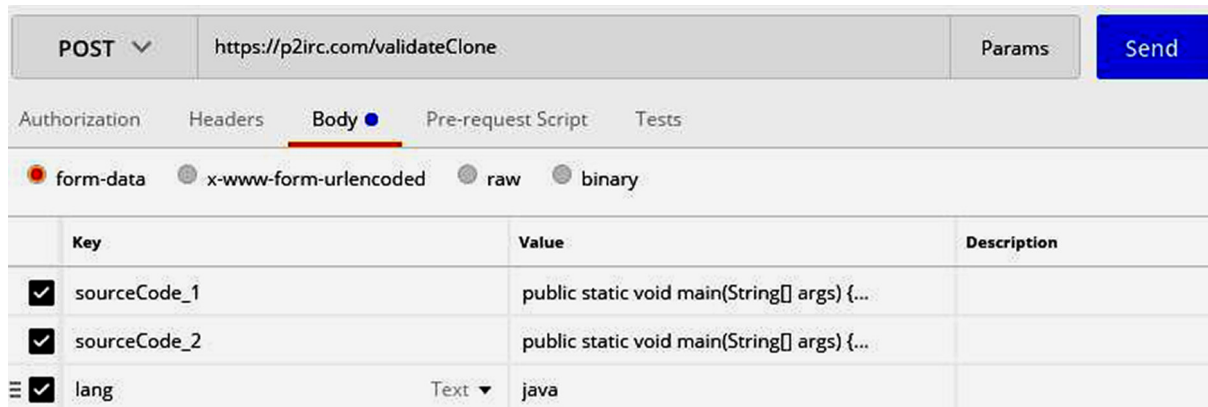 POST https://p2irc.com/validateClone Params Send
Authorization Headers Body Pre-request Script Tests
form-data x-www-form-urlencoded raw binary
Key Value Description
sourceCode_1 public static void main(String[] args) {...
sourceCode_2 public static void main(String[] args) {...
lang Text java